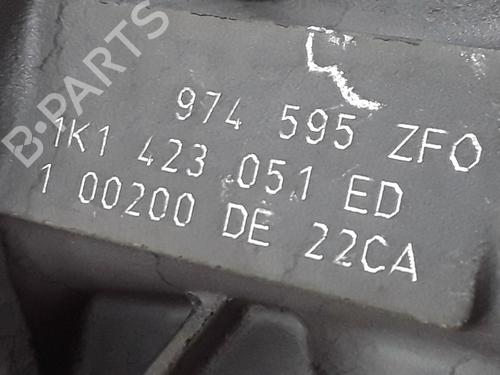 B-PARTS
974 595 ZFO
1K1 423 051 ED
1 00200 DE 22CA